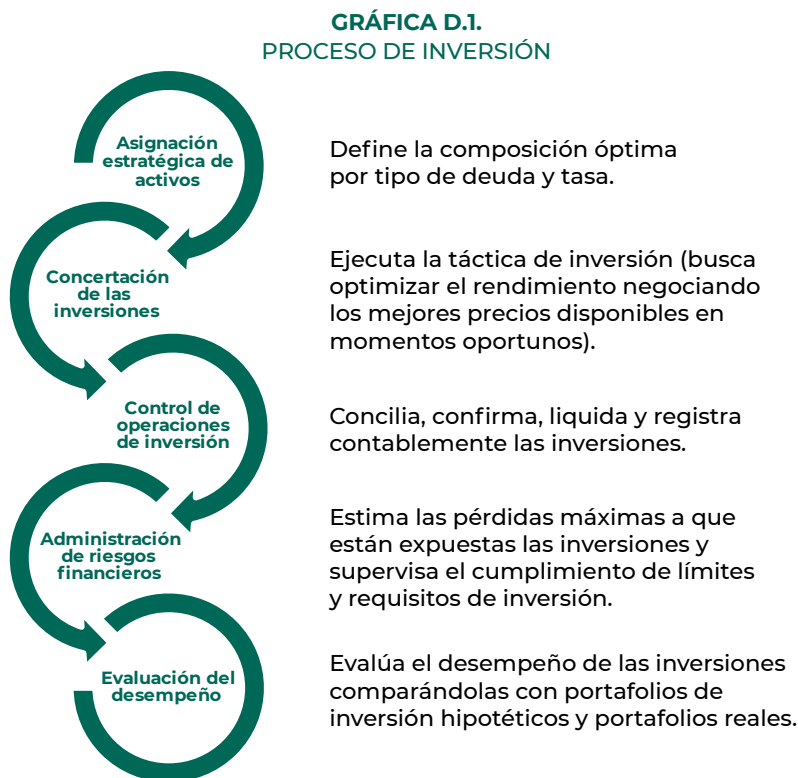 GRÁFICA D.1.
PROCESO DE INVERSIÓN
Asignación
estratégica de
activos
Define la composición óptima
por tipo de deuda y tasa.
Concertación
de las
inversiones
Ejecuta la táctica de inversión (busca
optimizar el rendimiento negociando
los mejores precios disponibles en
momentos oportunos).
Control de
operaciones
de inversión
Concilia, confirma, liquida y registra
contablemente las inversiones.
Administración
de riesgos
financieros
Estima las pérdidas máximas a que
están expuestas las inversiones y
supervisa el cumplimiento de límites
y requisitos de inversión.
Evaluación del
desempeño
Evalúa el desempeño de las inversiones
comparándolas con portafolios de
inversión hipotéticos y portafolios reales.